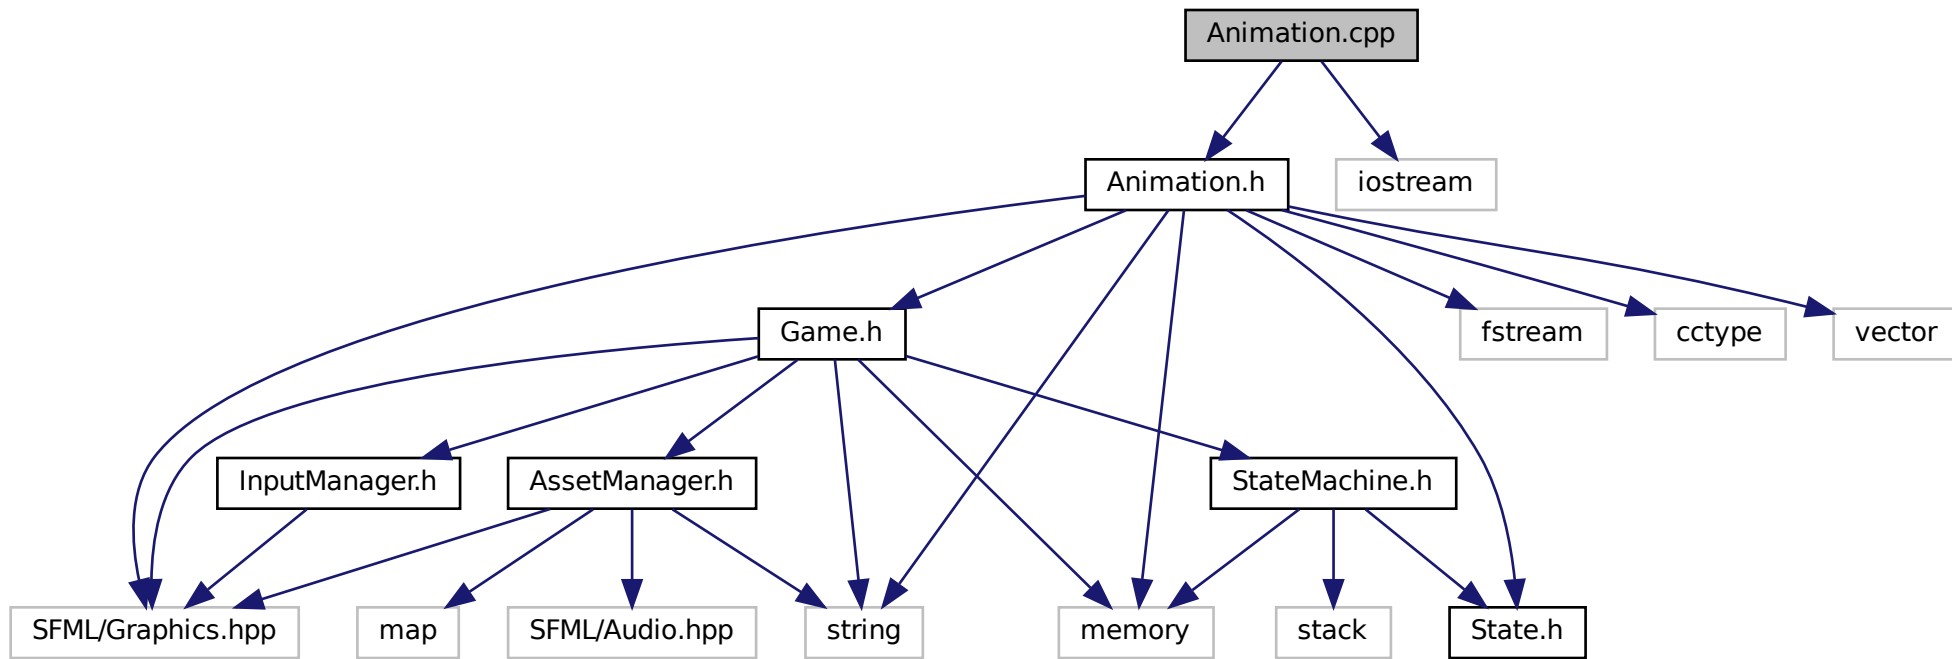 Animation.cpp
Animation.h
iostream
Game.h
fstream
cctype
vector
InputManager.h
AssetManager.h
StateMachine.h
SFML/Graphics.hpp
map
SFML/Audio.hpp
string
memory
stack
State.h